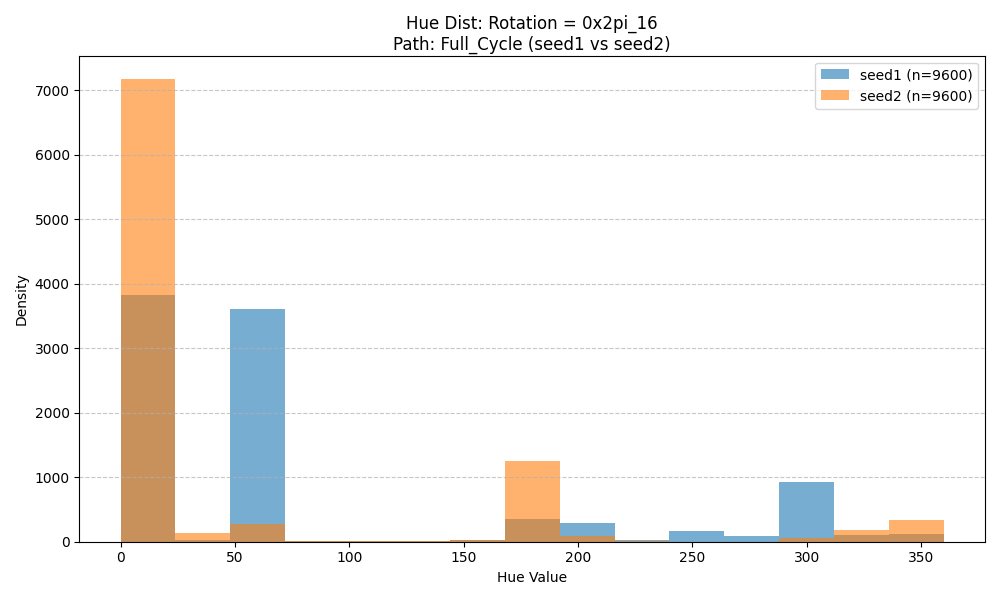 Hue Dist: Rotation = 0x2pi_16
Path: Full_Cycle (seed1 vs seed2)
seed1 (n=9600)
seed2 (n=9600)
Density
7000
6000
5000
4000
3000
2000
1000
0
0 50 100 150 200 250 300 350
Hue Value